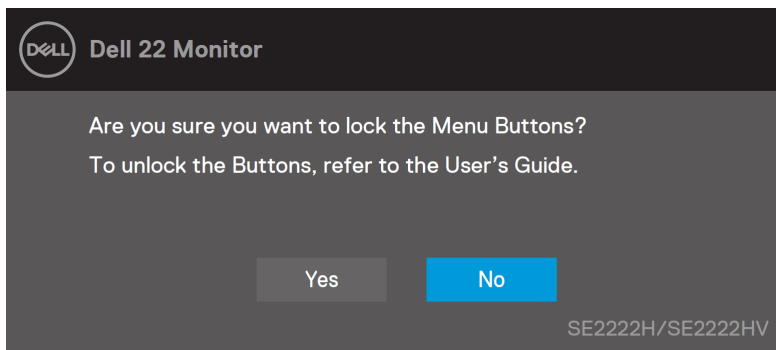 DELL Dell 22 Monitor
Are you sure you want to lock the Menu Buttons?
To unlock the Buttons, refer to the User’s Guide.
Yes No
SE2222H/SE2222HV